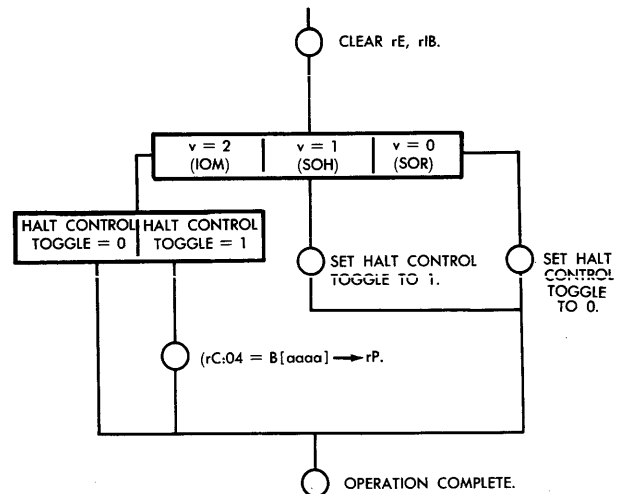 CLEAR rE, rIB.
v = 2 | v = 1 | v = 0
(IOM) | (SOH) | (SOR)
HALT CONTROL
TOGGLE = 0
HALT CONTROL
TOGGLE = 1
SET HALT CONTROL
TOGGLE TO 1.
SET HALT
CONTROL
TOGGLE
TO 0.
(rC:04 = B[aaaa] → rP.
OPERATION COMPLETE.